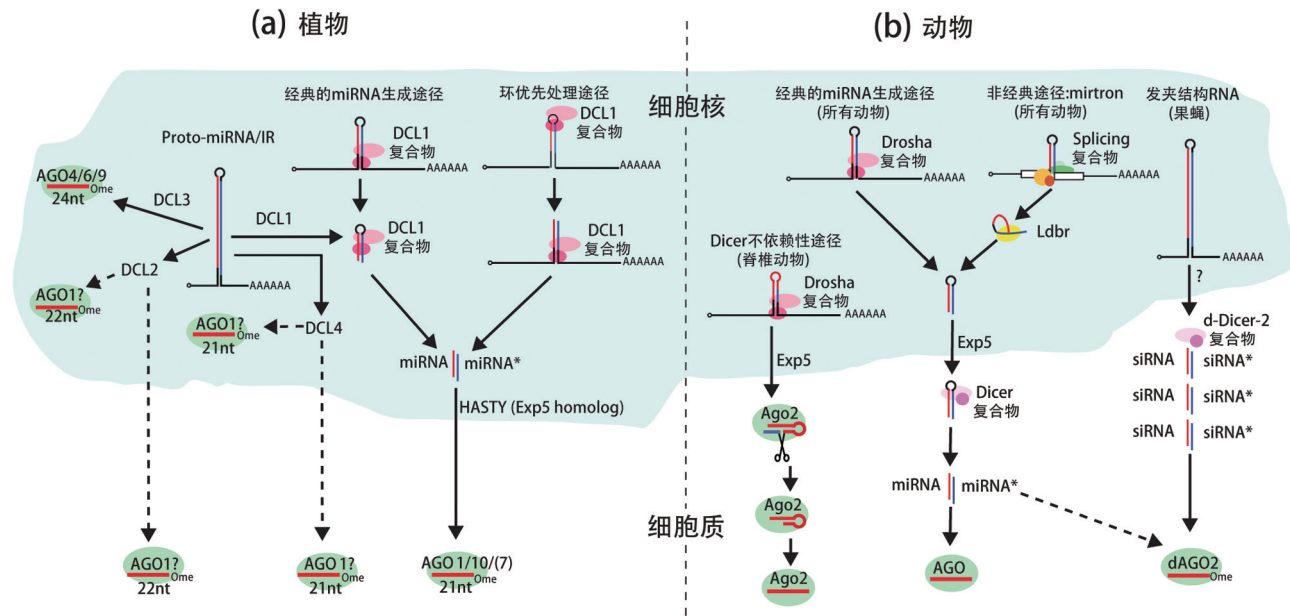 (a) 植物
(b) 动物
细胞核
细胞质
Proto-miRNA/IR
经典的miRNA生成途径
DCL1
复合物
AAAAAA
环优先处理途径
DCL1
复合物
AAAAAA
AGO4/6/9
Ome
24nt
DCL3
DCL1
DCL1
复合物
DCL1
复合物
AAAAAA
DCL2
AGO1?
Ome
22nt
AAAAAA
AGO1?
Ome
21nt
DCL4
miRNA
miRNA*
HASTY (Exp5 homolog)
AGO1?
Ome
22nt
AGO1?
Ome
21nt
AGO1/10/(7)
Ome
21nt
经典的miRNA生成途径
(所有动物)
Drosha
复合物
AAAAAA
非经典途径:mirtron
(所有动物)
Splicing
复合物
AAAAAA
Ldbr
发夹结构RNA
(果蝇)
AAAAAA
?
Dicer不依赖性途径
(脊椎动物)
Drosha
复合物
AAAAAA
Exp5
Ago2
Ago2
Ago2
Exp5
Dicer
复合物
miRNA
miRNA*
AGO
d-Dicer-2
复合物
siRNA
siRNA*
siRNA
siRNA*
siRNA
siRNA*
dAGO2
Ome